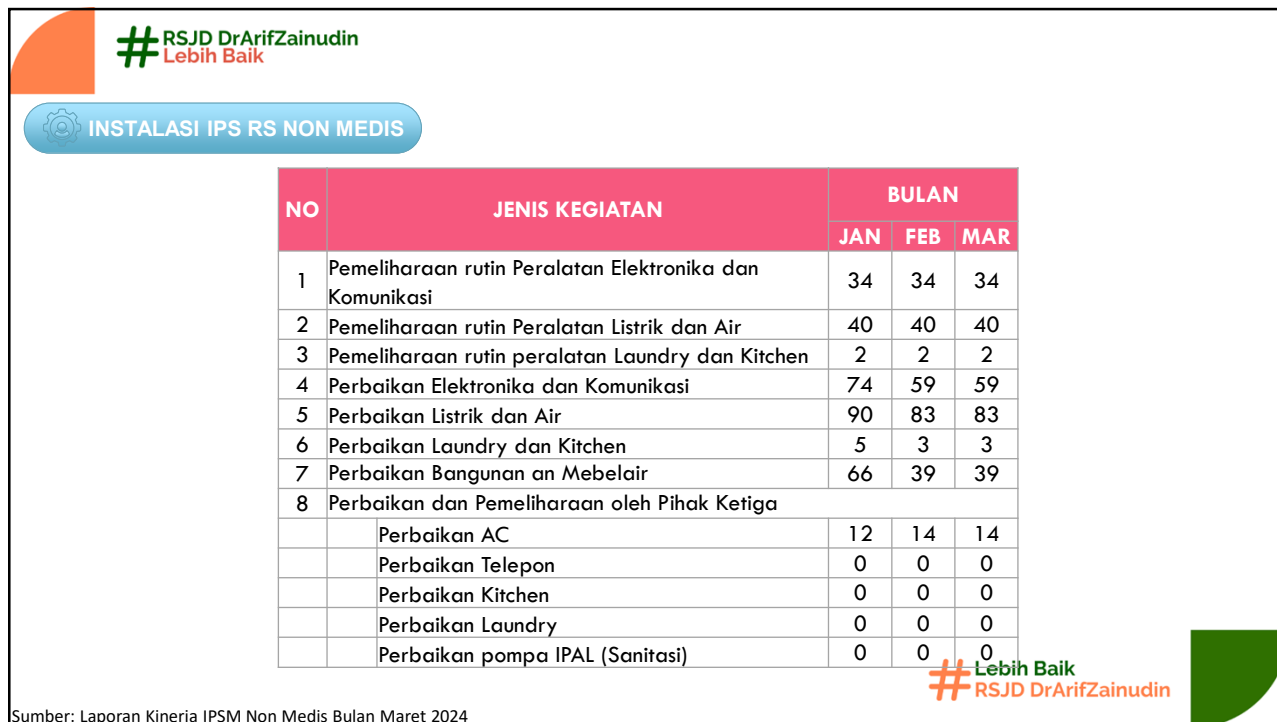 # RSJD DrArifZainudin
Lebih Baik
INSTALASI IPS RS NON MEDIS
NO JENIS KEGIATAN BULAN
JAN FEB MAR
1 Pemeliharaan rutin Peralatan Elektronika dan
Komunikasi 34 34 34
2 Pemeliharaan rutin Peralatan Listrik dan Air 40 40 40
3 Pemeliharaan rutin peralatan Laundry dan Kitchen 2 2 2
4 Perbaikan Elektronika dan Komunikasi 74 59 59
5 Perbaikan Listrik dan Air 90 83 83
6 Perbaikan Laundry dan Kitchen 5 3 3
7 Perbaikan Bangunan an Mebelair 66 39 39
8 Perbaikan dan Pemeliharaan oleh Pihak Ketiga
Perbaikan AC 12 14 14
Perbaikan Telepon 0 0 0
Perbaikan Kitchen 0 0 0
Perbaikan Laundry 0 0 0
Perbaikan pompa IPAL (Sanitasi) 0 0 0
# Lebih Baik
RSJD DrArifZainudin
Sumber: Laporan Kinerja IPSM Non Medis Bulan Maret 2024